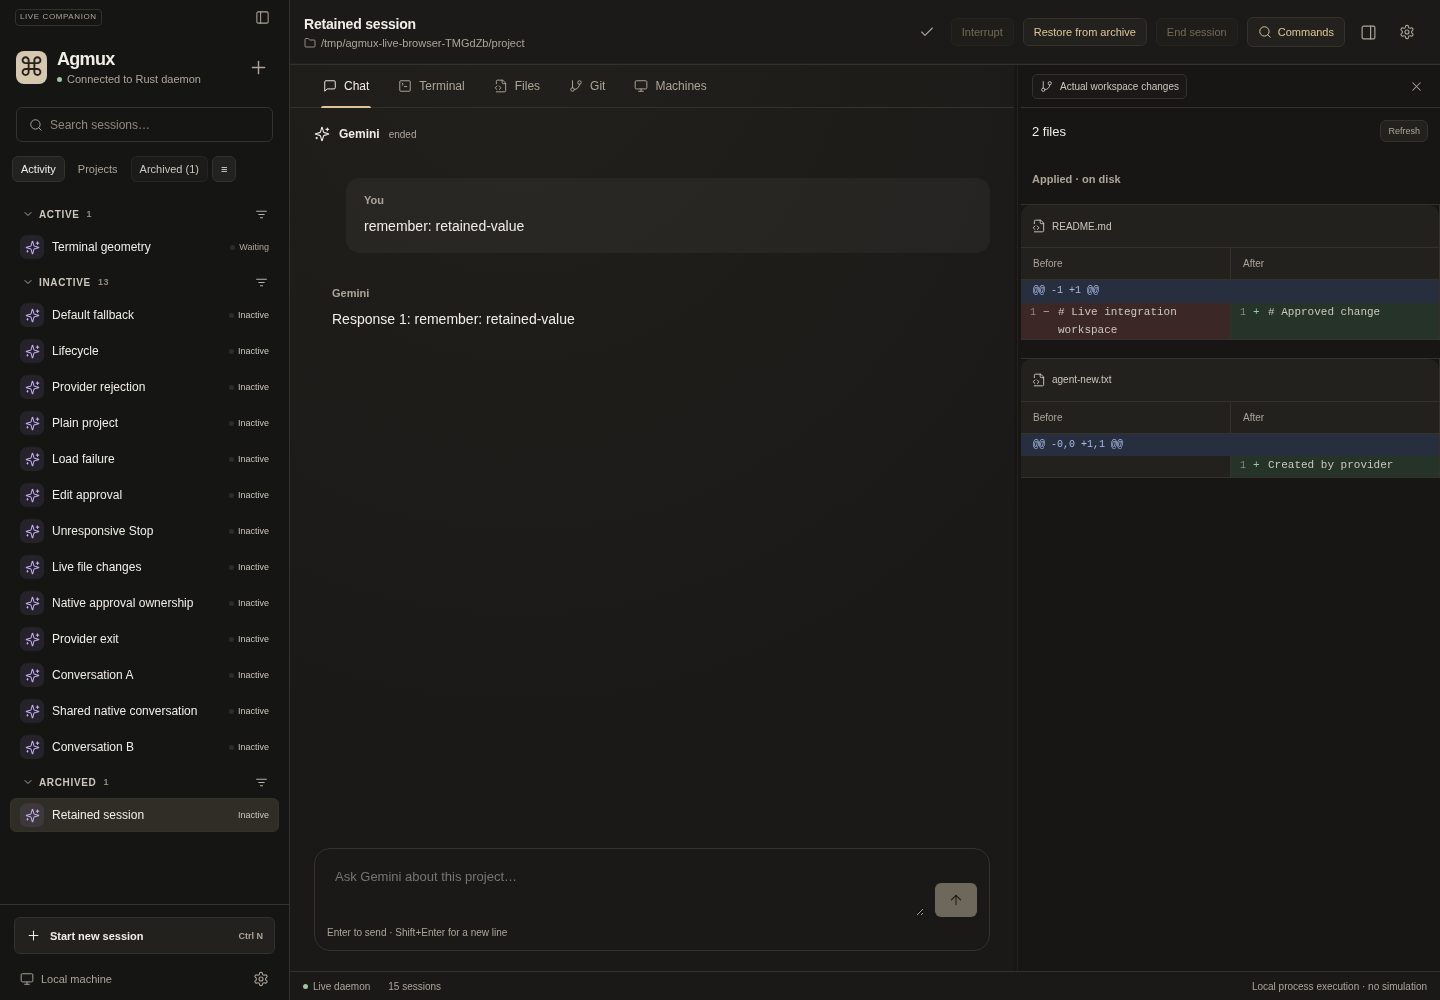 LIVE COMPANION
Agmux
Connected to Rust daemon
Search sessions…
Activity Projects Archived (1) ≡
ACTIVE 1
Terminal geometry Waiting
INACTIVE 13
Default fallback Inactive
Lifecycle Inactive
Provider rejection Inactive
Plain project Inactive
Load failure Inactive
Edit approval Inactive
Unresponsive Stop Inactive
Live file changes Inactive
Native approval ownership Inactive
Provider exit Inactive
Conversation A Inactive
Shared native conversation Inactive
Conversation B Inactive
ARCHIVED 1
Retained session Inactive
Start new session Ctrl N
Local machine
Retained session
/tmp/agmux-live-browser-TMGdZb/project
Interrupt Restore from archive End session Commands
Chat Terminal Files Git Machines
Gemini ended
You
remember: retained-value
Gemini
Response 1: remember: retained-value
Ask Gemini about this project…
Enter to send · Shift+Enter for a new line
Actual workspace changes
2 files Refresh
Applied · on disk
README.md
Before After
@@ -1 +1 @@
1 − # Live integration 1 + # Approved change
workspace
agent-new.txt
Before After
@@ -0,0 +1,1 @@
1 + Created by provider
Live daemon 15 sessions Local process execution · no simulation